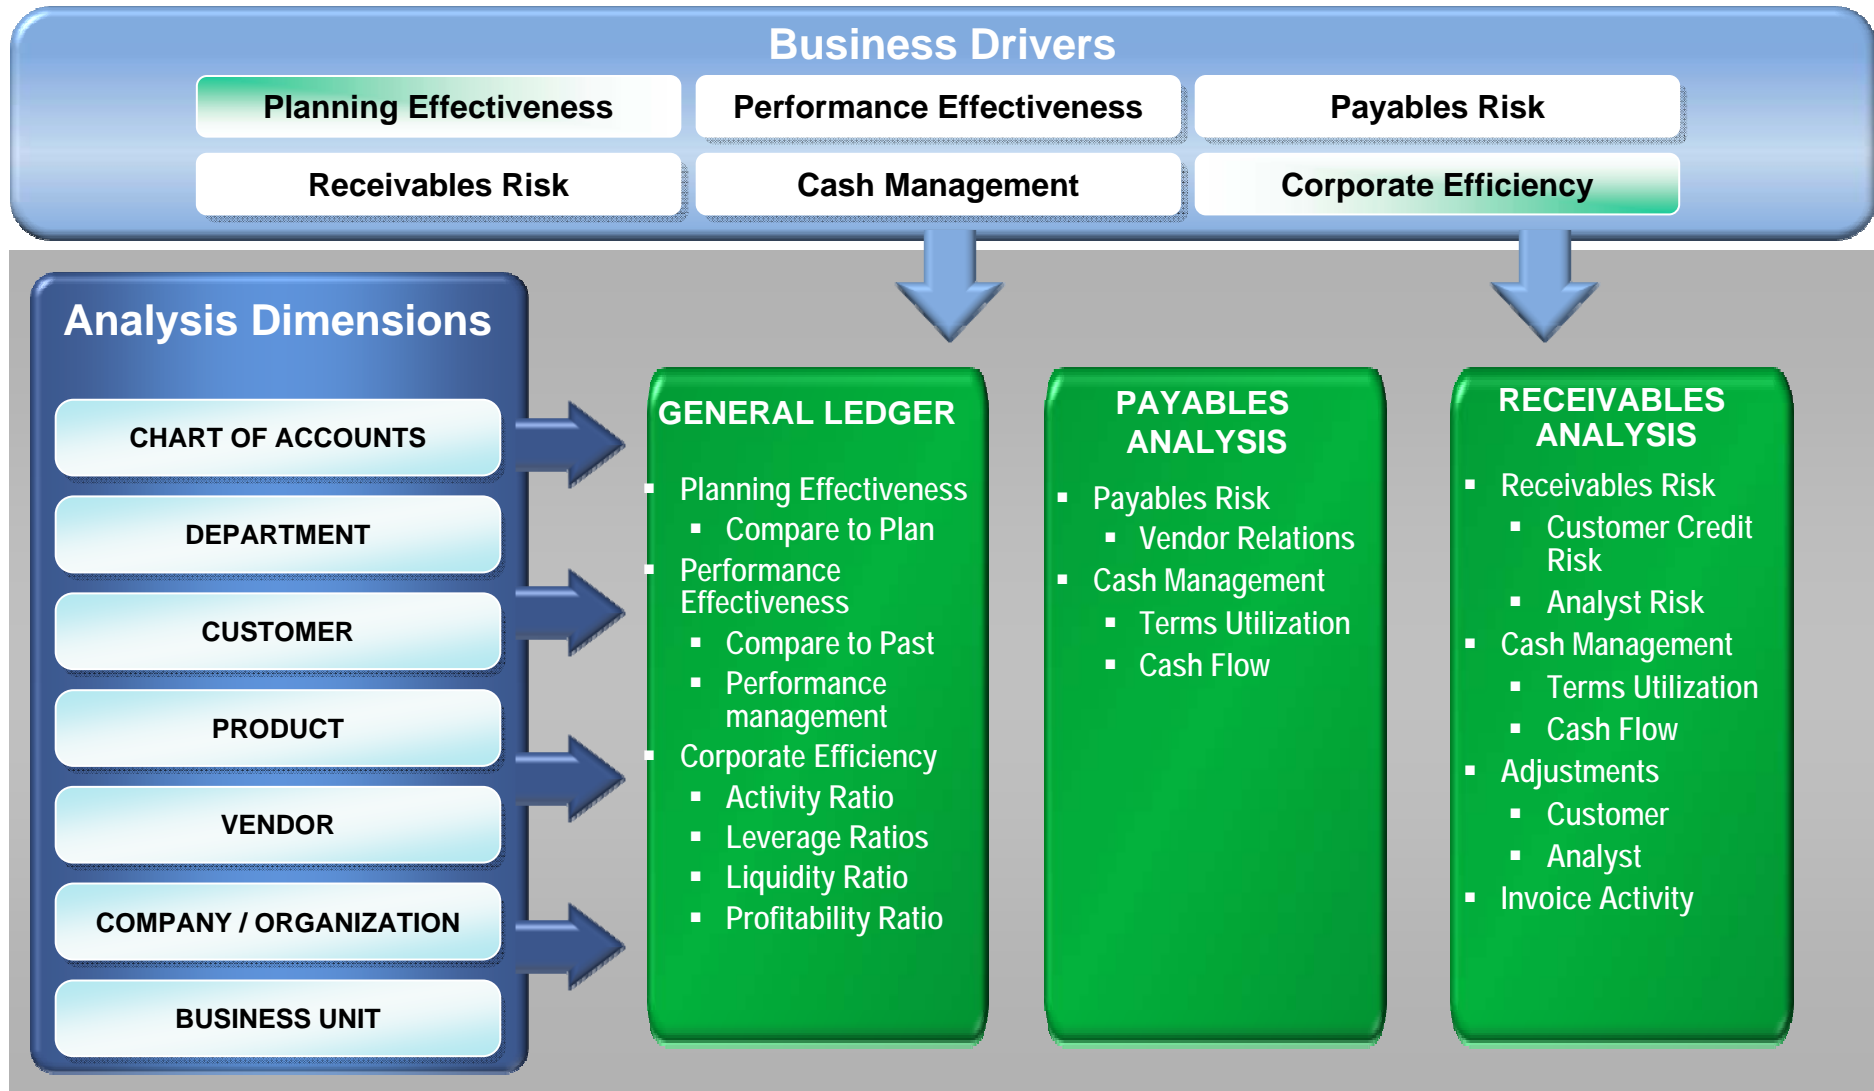 Business Drivers
Planning Effectiveness
Performance Effectiveness
Payables Risk
Receivables Risk
Cash Management
Corporate Efficiency
Analysis Dimensions
CHART OF ACCOUNTS
DEPARTMENT
CUSTOMER
PRODUCT
VENDOR
COMPANY / ORGANIZATION
BUSINESS UNIT
GENERAL LEDGER
▪ Planning Effectiveness
▪ Compare to Plan
▪ Performance
Effectiveness
▪ Compare to Past
▪ Performance
management
▪ Corporate Efficiency
▪ Activity Ratio
▪ Leverage Ratios
▪ Liquidity Ratio
▪ Profitability Ratio
PAYABLES
ANALYSIS
▪ Payables Risk
▪ Vendor Relations
▪ Cash Management
▪ Terms Utilization
▪ Cash Flow
RECEIVABLES
ANALYSIS
▪ Receivables Risk
▪ Customer Credit
Risk
▪ Analyst Risk
▪ Cash Management
▪ Terms Utilization
▪ Cash Flow
▪ Adjustments
▪ Customer
▪ Analyst
▪ Invoice Activity